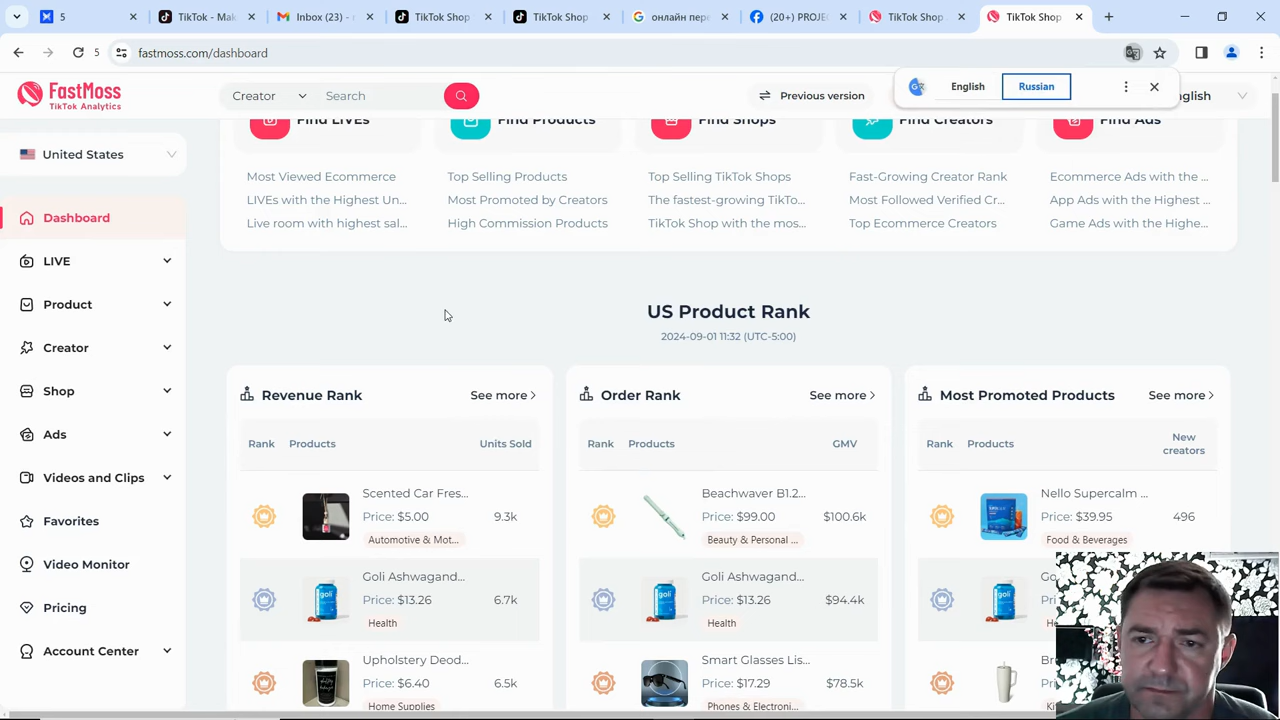 5
TikTok - Mak
Inbox (23) - r
TikTok Shop
TikTok Shop
онлайн пере
(20+) PROJEC
TikTok Shop
TikTok Shop
5
fastmoss.com/dashboard
English
Russian
FastMoss
TikTok Analytics
Creator
Search
Previous version
nglish
United States
Find LIVEs
Find Products
Find Shops
Find Creators
Find Ads
Most Viewed Ecommerce
Top Selling Products
Top Selling TikTok Shops
Fast-Growing Creator Rank
Ecommerce Ads with the ...
LIVEs with the Highest Un...
Most Promoted by Creators
The fastest-growing TikTo...
Most Followed Verified Cr...
App Ads with the Highest ...
Live room with highest sal...
High Commission Products
TikTok Shop with the mos...
Top Ecommerce Creators
Game Ads with the Highe...
Dashboard
LIVE
Product
Creator
Shop
Ads
Videos and Clips
Favorites
Video Monitor
Pricing
Account Center
US Product Rank
2024-09-01 11:32 (UTC-5:00)
Revenue Rank
See more
Rank
Products
Units Sold
Scented Car Fres...
Price: $5.00
9.3k
Automotive & Mot...
Goli Ashwagand...
Price: $13.26
6.7k
Health
Upholstery Deod...
Price: $6.40
6.5k
Home Supplies
Order Rank
See more
Rank
Products
GMV
Beachwaver B1.2...
Price: $99.00
$100.6k
Beauty & Personal ...
Goli Ashwagand...
Price: $13.26
$94.4k
Health
Smart Glasses Lis...
Price: $17.29
$78.5k
Phones & Electroni...
Most Promoted Products
See more
Rank
Products
New
creators
Nello Supercalm ...
Price: $39.95
496
Food & Beverages
Go
Pri
He
Br
Pri